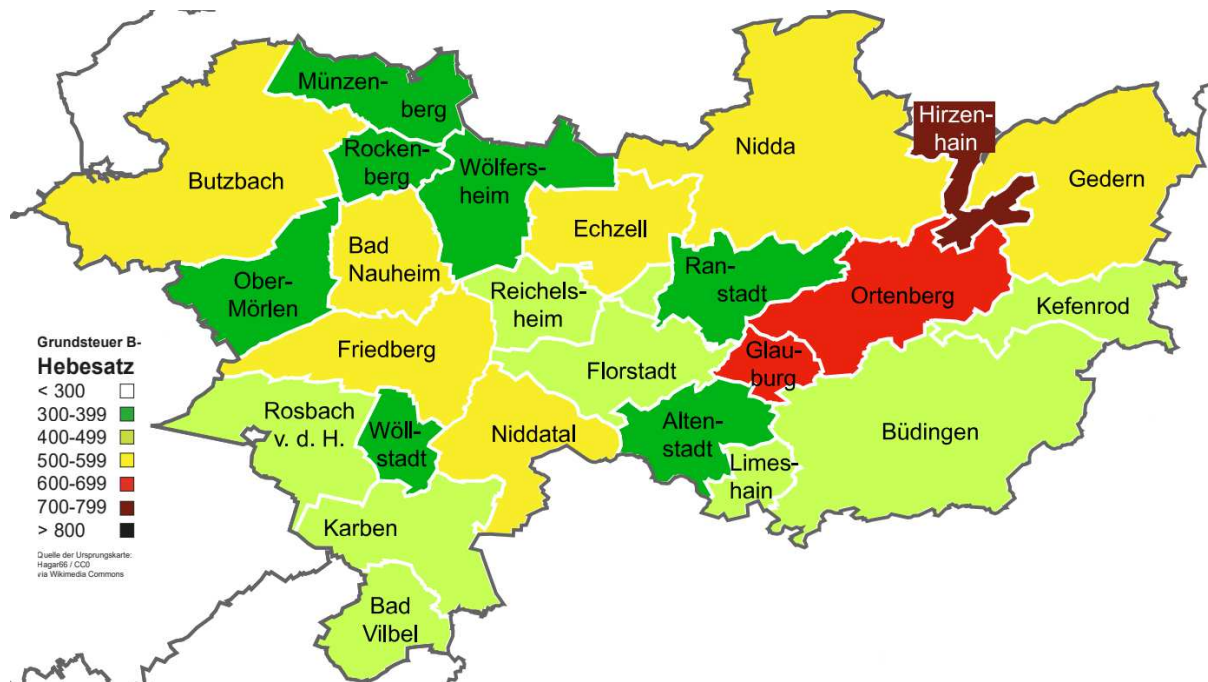 Münzen-
berg
Hirzen-
hain
Rocken-
berg
Wölfers-
heim
Nidda
Butzbach
Gedern
Echzell
Bad
Nauheim
Ober-
Mörlen
Ran-
stadt
Reichels-
heim
Ortenberg
Kefenrod
Friedberg
Florstadt
Glau-
burg
Rosbach
v. d. H.
Wöll-
stadt
Niddatal
Alten-
stadt
Büdingen
Limes-
hain
Karben
Bad
Vilbel
Grundsteuer B-
Hebesatz
< 300
300-399
400-499
500-599
600-699
700-799
> 800
Quelle der Ursprungskarte:
Hagar66 / CC0
via Wikimedia Commons